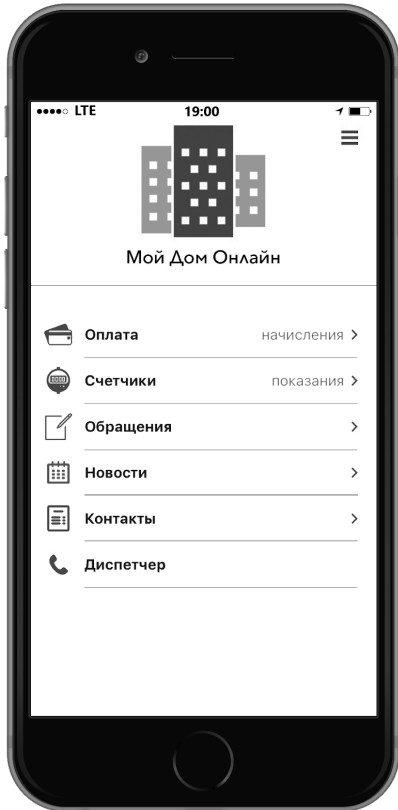 LTE 19:00
Мой Дом Онлайн
Оплата начисления
Счетчики показания
Обращения
Новости
Контакты
Диспетчер